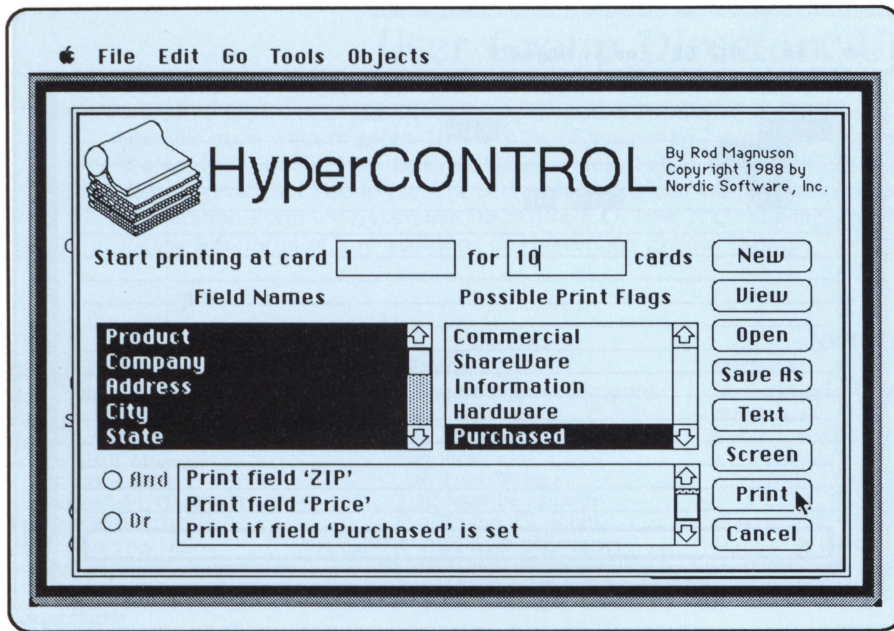 File Edit Go Tools Objects
HyperCONTROL
By Rod Magnuson
Copyright 1988 by
Nordic Software, Inc.
Start printing at card 1 for 10 cards
Field Names
Possible Print Flags
Product
Company
Address
City
State
Commercial
ShareWare
Information
Hardware
Purchased
And
Or
Print field ‘ZIP’
Print field ‘Price’
Print if field ‘Purchased’ is set
New
View
Open
Save As
Text
Screen
Print
Cancel